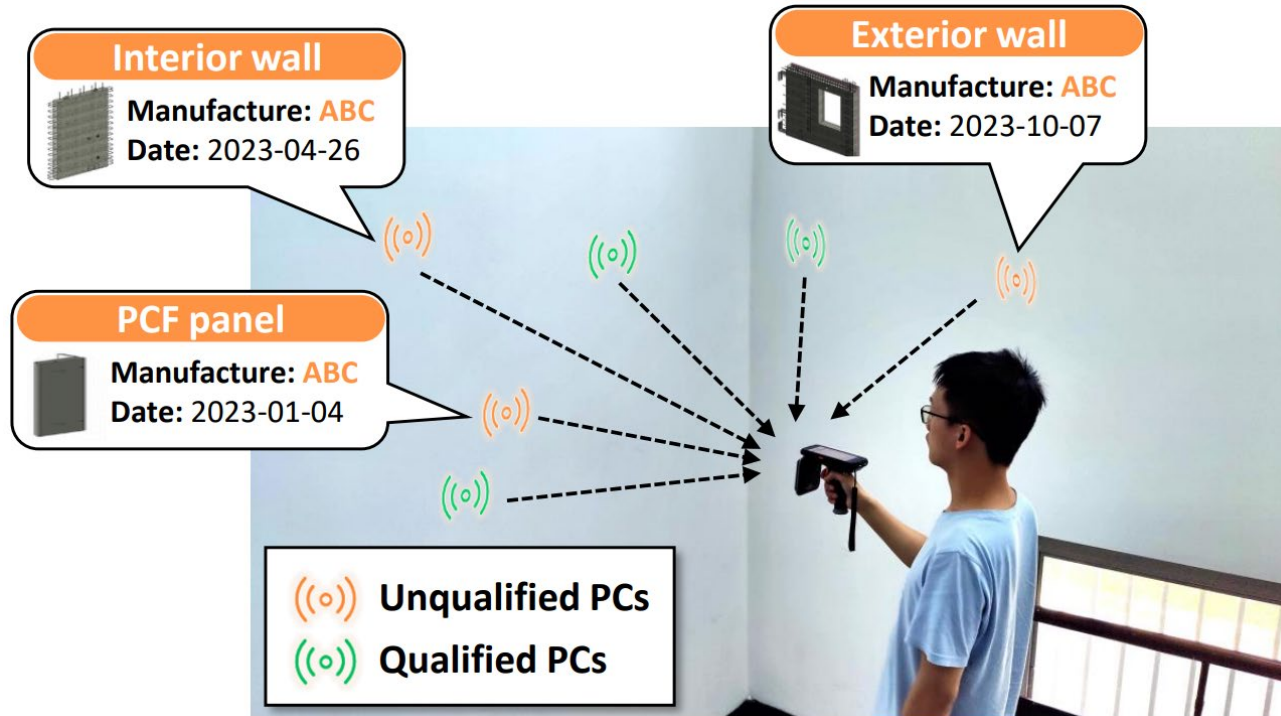 Interior wall
Manufacture: ABC
Date: 2023-04-26
Exterior wall
Manufacture: ABC
Date: 2023-10-07
PCF panel
Manufacture: ABC
Date: 2023-01-04
Unqualified PCs
Qualified PCs